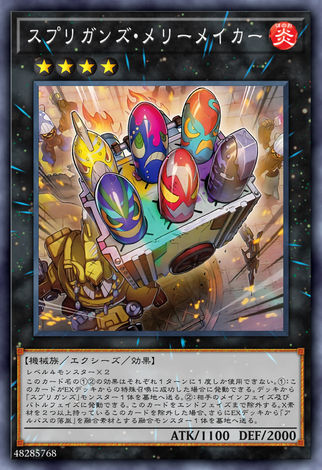 スプリガンズ・メリーメイカー
ほのお
炎
【機械族／エクシーズ／効果】
レベル４モンスター×２
このカード名の①②の効果はそれぞれ１ターンに１度しか使用できない。①：こ
のカードがEXデッキからの特殊召喚に成功した場合に発動できる。デッキから
「スプリガンズ」モンスター１体を墓地へ送る。②：相手のメインフェイズ及び
バトルフェイズに発動できる。このカードをエンドフェイズまで除外する。X素
材を２つ以上持っているこのカードを除外した場合、さらにEXデッキから「ア
ルバスの落胤」を融合素材とする融合モンスター１体を墓地へ送る。
ATK/1100 DEF/2000
48285768